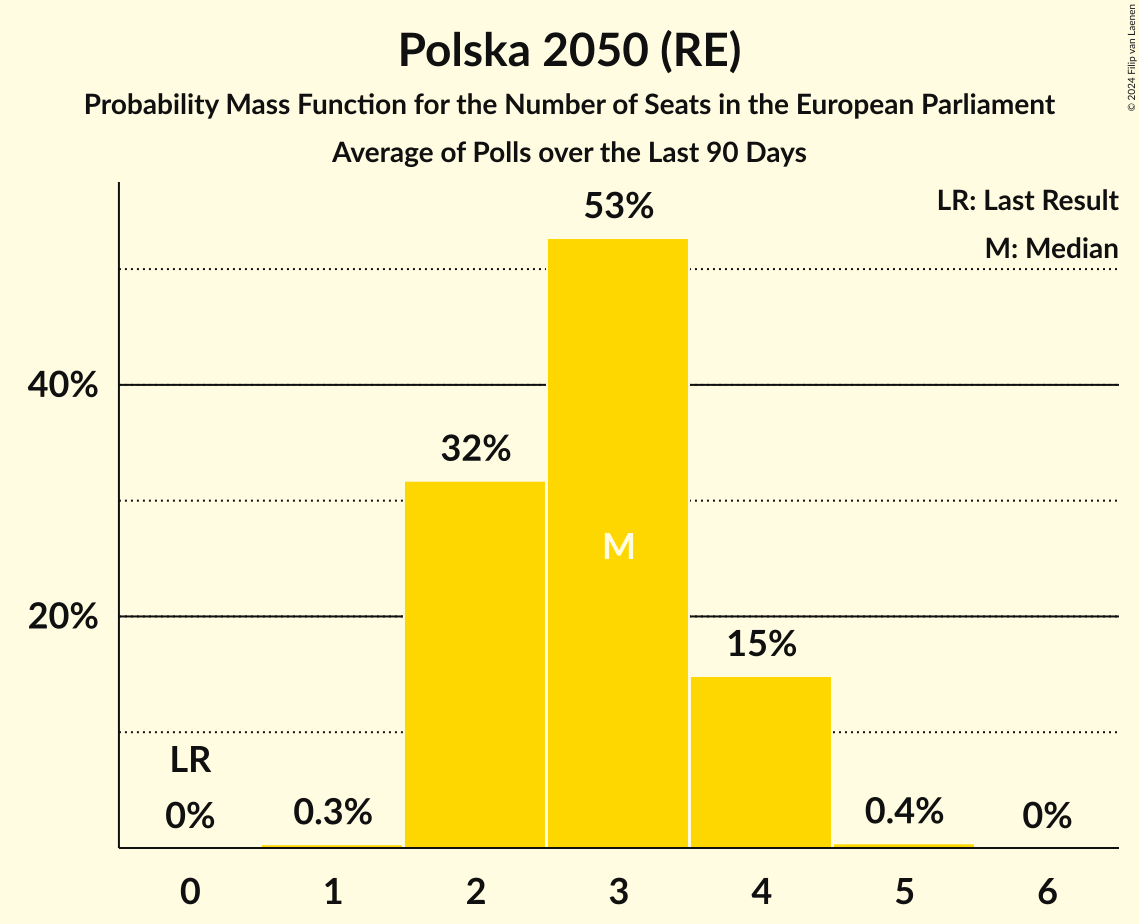 Polska 2050 (RE)
Probability Mass Function for the Number of Seats in the European Parliament
Average of Polls over the Last 90 Days
© 2024 Filip van Laenen
LR: Last Result
M: Median
53%
40%
32%
M
20%
15%
LR
0%
0.3%
0.4%
0%
0 1 2 3 4 5 6